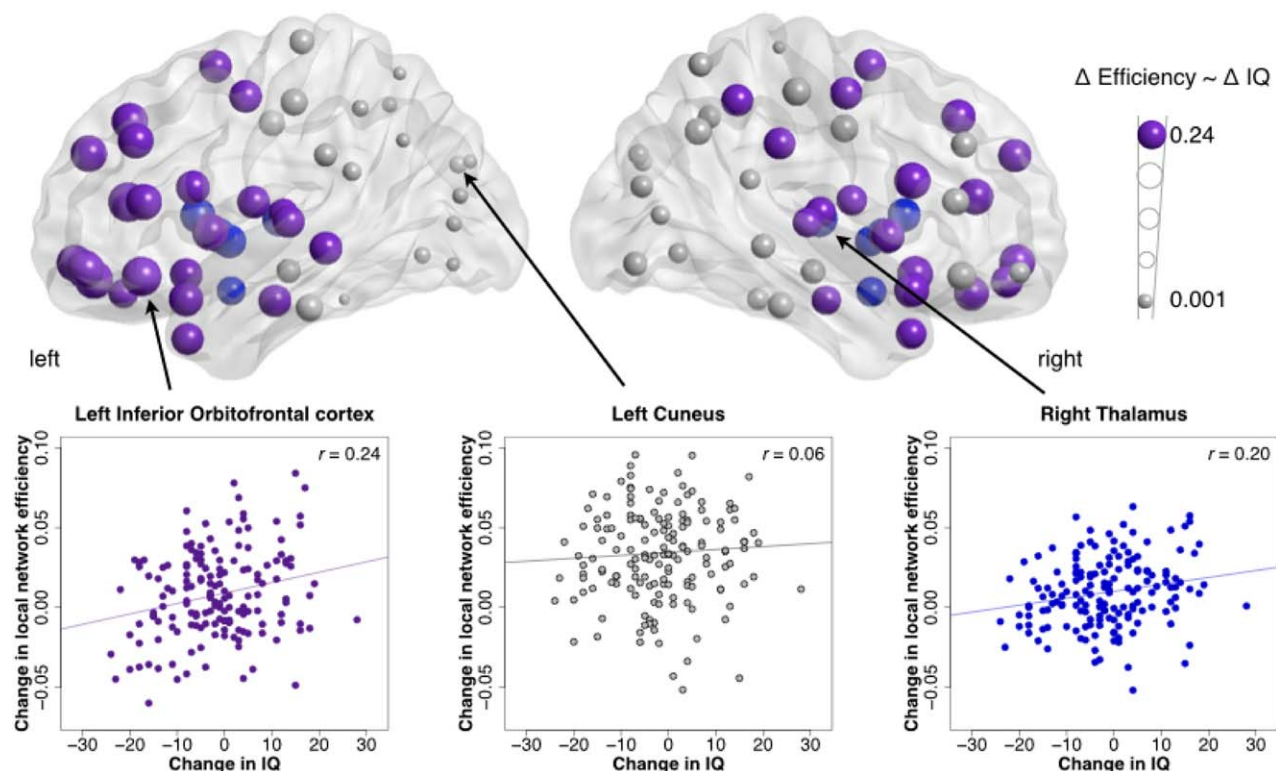 Δ Efficiency ~ Δ IQ
0.24
0.001
left
right
Left Inferior Orbitofrontal cortex
Left Cuneus
Right Thalamus
Change in local network efficiency
0.10
0.05
0.00
−0.05
r = 0.24
−30 −20 −10 0 10 20 30
Change in IQ
Change in local network efficiency
0.10
0.05
0.00
−0.05
r = 0.06
−30 −20 −10 0 10 20 30
Change in IQ
Change in local network efficiency
0.10
0.05
0.00
−0.05
r = 0.20
−30 −20 −10 0 10 20 30
Change in IQ